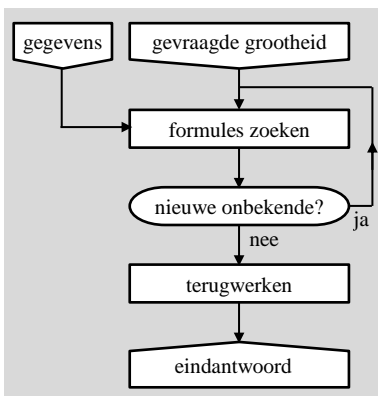 gegevens
gevraagde grootheid
formules zoeken
nieuwe onbekende?
ja
nee
terugwerken
eindantwoord